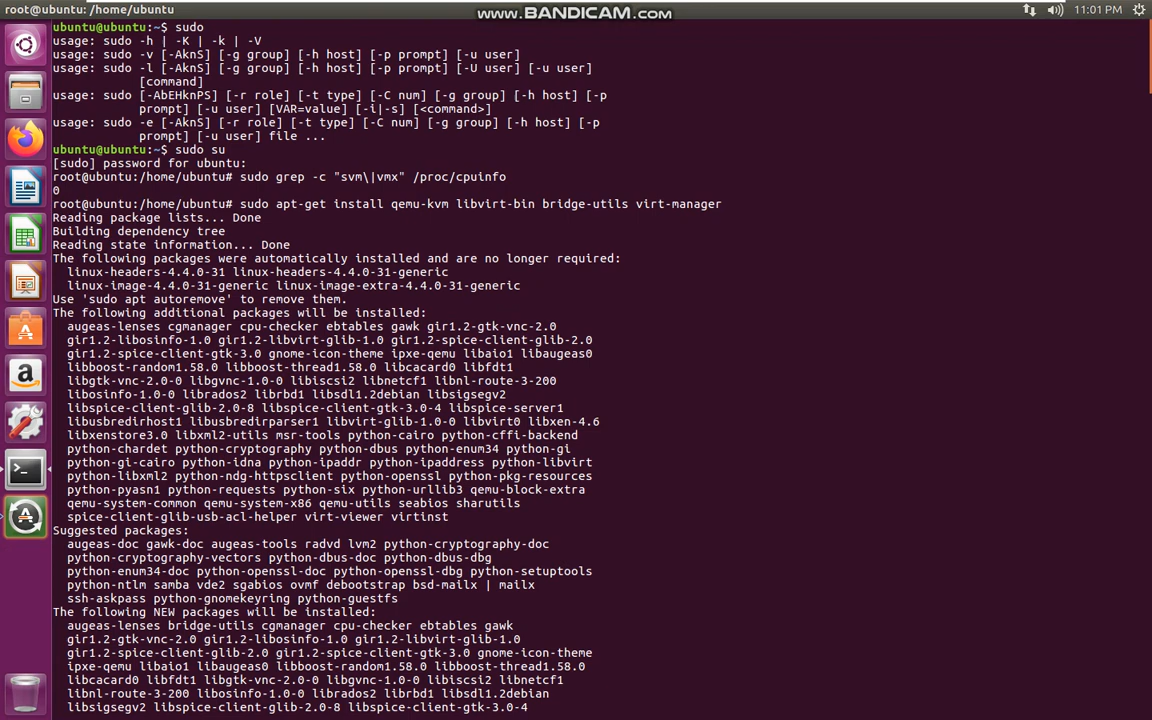 root@ubuntu: /home/ubuntu
www.BANDICAM.com
11:01 PM
ubuntu@ubuntu:~$ sudo
usage: sudo -h | -K | -k | -V
usage: sudo -v [-AknS] [-g group] [-h host] [-p prompt] [-u user]
usage: sudo -l [-AknS] [-g group] [-h host] [-p prompt] [-U user] [-u user]
[command]
usage: sudo [-AbEHknPS] [-r role] [-t type] [-C num] [-g group] [-h host] [-p
prompt] [-u user] [VAR=value] [-i|-s] [<command>]
usage: sudo -e [-AknS] [-r role] [-t type] [-C num] [-g group] [-h host] [-p
prompt] [-u user] file ...
ubuntu@ubuntu:~$ sudo su
[sudo] password for ubuntu:
root@ubuntu:/home/ubuntu# sudo grep -c "svm\|vmx" /proc/cpuinfo
0
root@ubuntu:/home/ubuntu# sudo apt-get install qemu-kvm libvirt-bin bridge-utils virt-manager
Reading package lists... Done
Building dependency tree
Reading state information... Done
The following packages were automatically installed and are no longer required:
linux-headers-4.4.0-31 linux-headers-4.4.0-31-generic
linux-image-4.4.0-31-generic linux-image-extra-4.4.0-31-generic
Use 'sudo apt autoremove' to remove them.
The following additional packages will be installed:
augeas-lenses cgmanager cpu-checker ebtables gawk gir1.2-gtk-vnc-2.0
gir1.2-libosinfo-1.0 gir1.2-libvirt-glib-1.0 gir1.2-spice-client-glib-2.0
gir1.2-spice-client-gtk-3.0 gnome-icon-theme ipxe-qemu libaio1 libaugeas0
libboost-random1.58.0 libboost-thread1.58.0 libcacard0 libfdt1
libgtk-vnc-2.0-0 libgvnc-1.0-0 libiscsi2 libnetcf1 libnl-route-3-200
libosinfo-1.0-0 librados2 librbd1 libsdl1.2debian libsigsegv2
libspice-client-glib-2.0-8 libspice-client-gtk-3.0-4 libspice-server1
libusbredirhost1 libusbredirparser1 libvirt-glib-1.0-0 libvirt0 libxen-4.6
libxenstore3.0 libxml2-utils msr-tools python-cairo python-cffi-backend
python-chardet python-cryptography python-dbus python-enum34 python-gi
python-gi-cairo python-idna python-ipaddr python-ipaddress python-libvirt
python-libxml2 python-ndg-httpsclient python-openssl python-pkg-resources
python-pyasn1 python-requests python-six python-urllib3 qemu-block-extra
qemu-system-common qemu-system-x86 qemu-utils seabios sharutils
spice-client-glib-usb-acl-helper virt-viewer virtinst
Suggested packages:
augeas-doc gawk-doc augeas-tools radvd lvm2 python-cryptography-doc
python-cryptography-vectors python-dbus-doc python-dbus-dbg
python-enum34-doc python-openssl-doc python-openssl-dbg python-setuptools
python-ntlm samba vde2 sgabios ovmf debootstrap bsd-mailx | mailx
ssh-askpass python-gnomekeyring python-guestfs
The following NEW packages will be installed:
augeas-lenses bridge-utils cgmanager cpu-checker ebtables gawk
gir1.2-gtk-vnc-2.0 gir1.2-libosinfo-1.0 gir1.2-libvirt-glib-1.0
gir1.2-spice-client-glib-2.0 gir1.2-spice-client-gtk-3.0 gnome-icon-theme
ipxe-qemu libaio1 libaugeas0 libboost-random1.58.0 libboost-thread1.58.0
libcacard0 libfdt1 libgtk-vnc-2.0-0 libgvnc-1.0-0 libiscsi2 libnetcf1
libnl-route-3-200 libosinfo-1.0-0 librados2 librbd1 libsdl1.2debian
libsigsegv2 libspice-client-glib-2.0-8 libspice-client-gtk-3.0-4